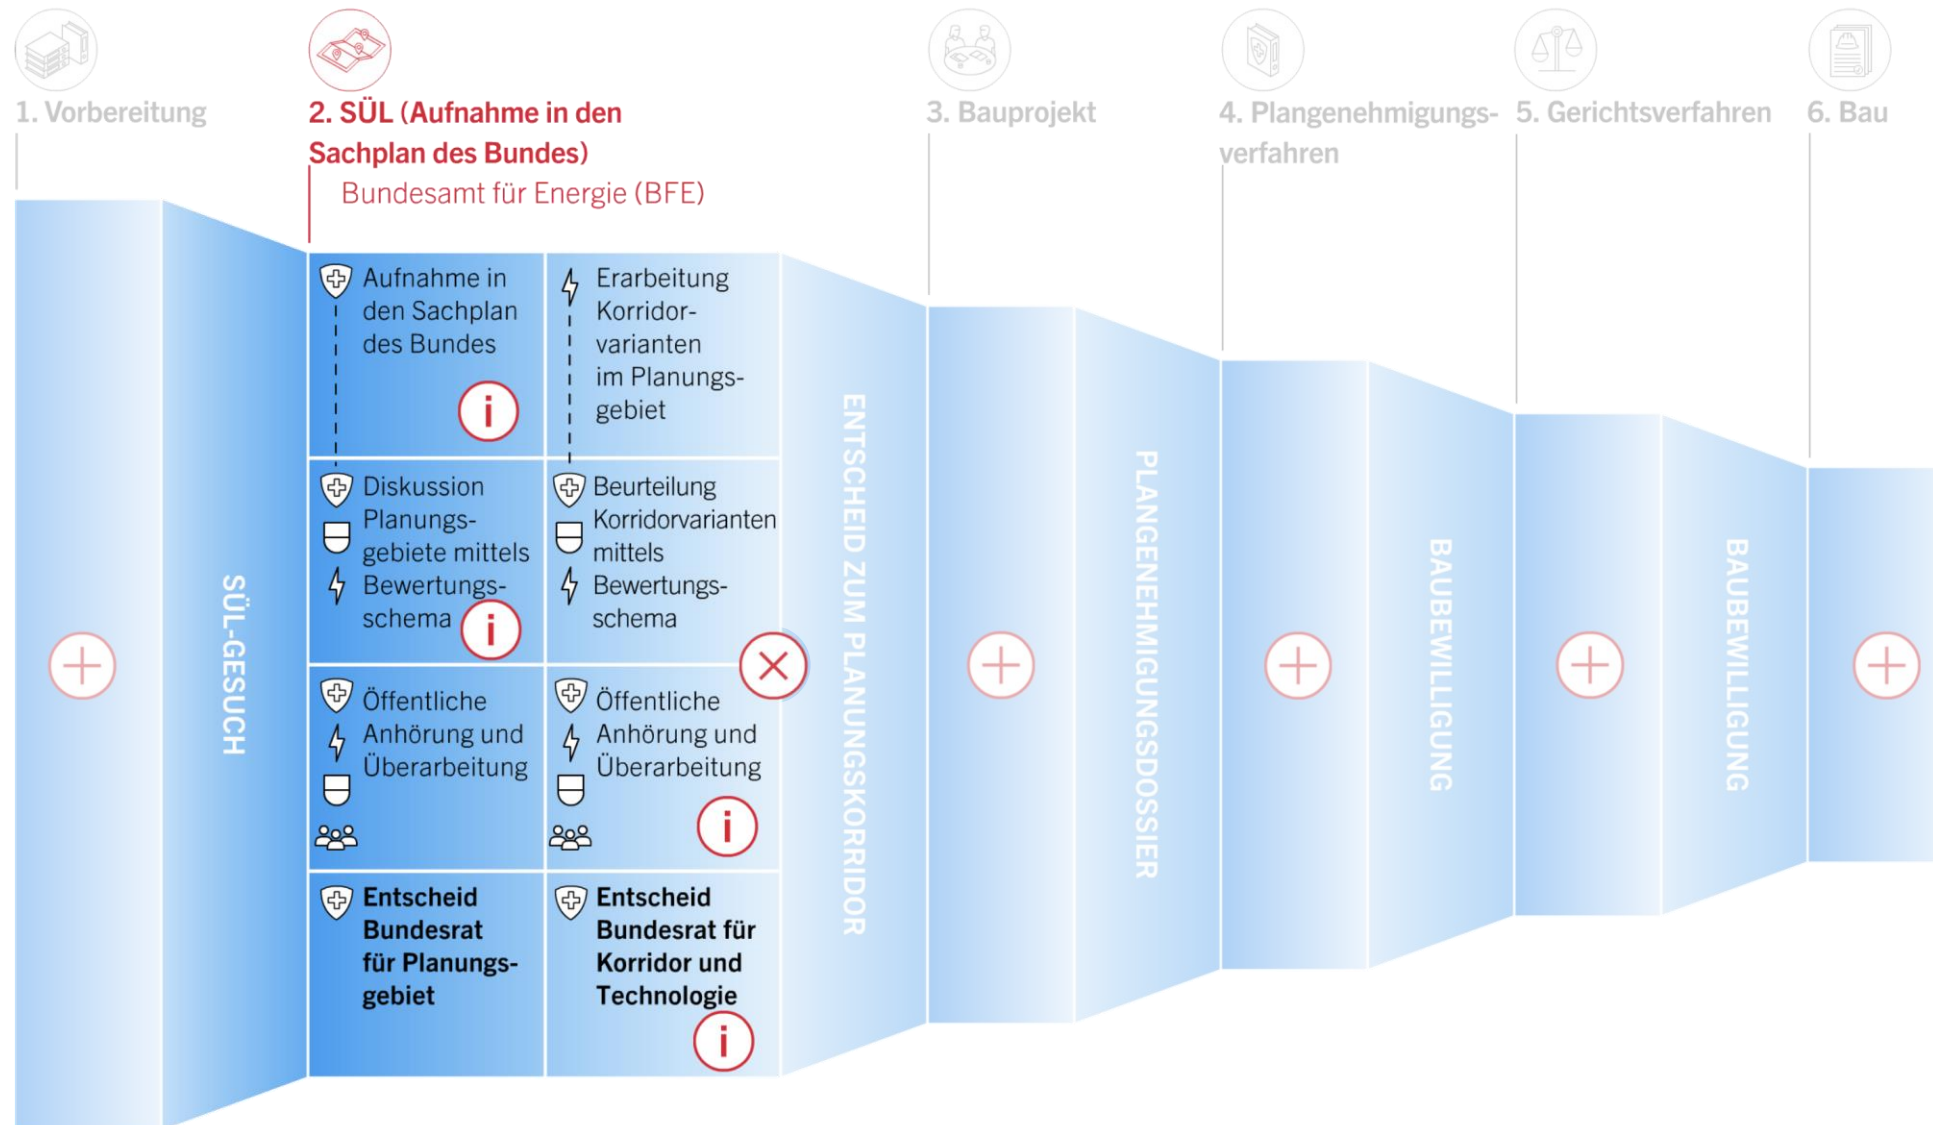 1. Vorbereitung
2. SÜL (Aufnahme in den
Sachplan des Bundes)
Bundesamt für Energie (BFE)
3. Bauprojekt
4. Plangenehmigungs-
verfahren
5. Gerichtsverfahren
6. Bau
SÜL-GESUCH
Aufnahme in
den Sachplan
des Bundes
i
Erarbeitung
Korridor-
varianten
im Planungs-
gebiet
Diskussion
Planungs-
gebiete mittels
Bewertungs-
schema
i
Beurteilung
Korridorvarianten
mittels
Bewertungs-
schema
Öffentliche
Anhörung und
Überarbeitung
Öffentliche
Anhörung und
Überarbeitung
i
Entscheid
Bundesrat
für Planungs-
gebiet
Entscheid
Bundesrat für
Korridor und
Technologie
i
ENTSCHEID ZUM PLANUNGSKORRIDOR
PLANGENEHMIGUNGSDOSSIER
BAUBEWILLIGUNG
BAUBEWILLIGUNG